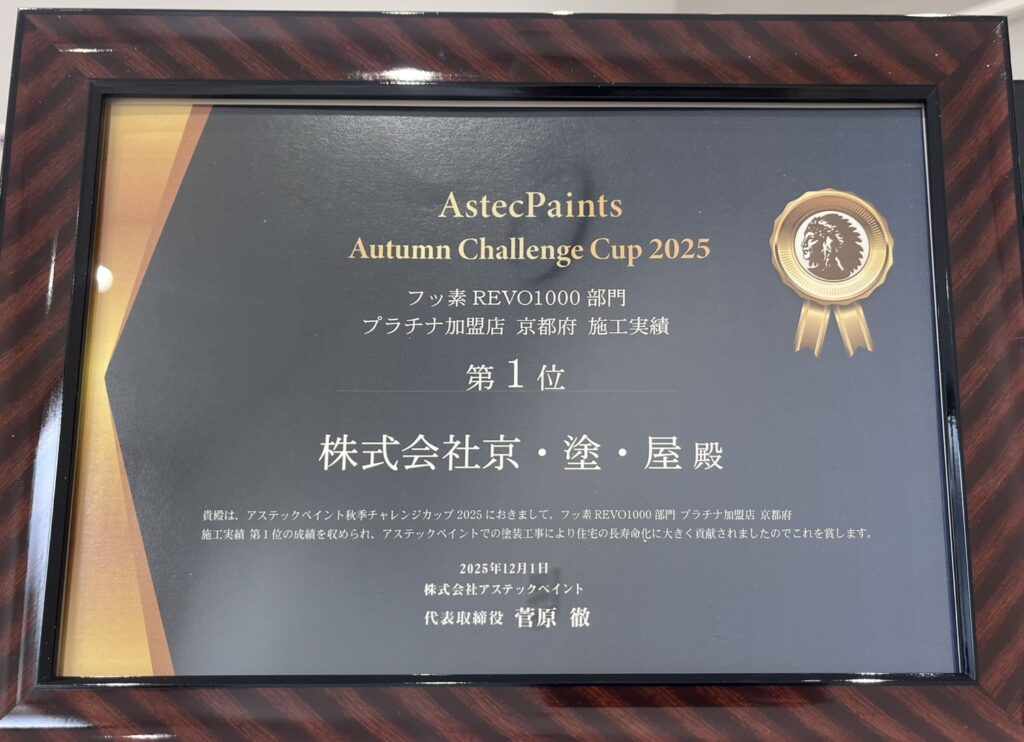 AstecPaints
Autumn Challenge Cup 2025
フッ素 REVO1000 部門
プラチナ加盟店 京都府 施工実績
第 1 位
株式会社京・塗・屋 殿
貴殿は、アステックペイント秋季チャレンジカップ 2025 におきまして、フッ素 REVO1000 部門 プラチナ加盟店 京都府
施工実績 第 1 位の成績を収められ、アステックペイントでの塗装工事により住宅の長寿命化に大きく貢献されましたのでこれを賞します。
2025年12月1日
株式会社アステックペイント
代表取締役 菅原 徹